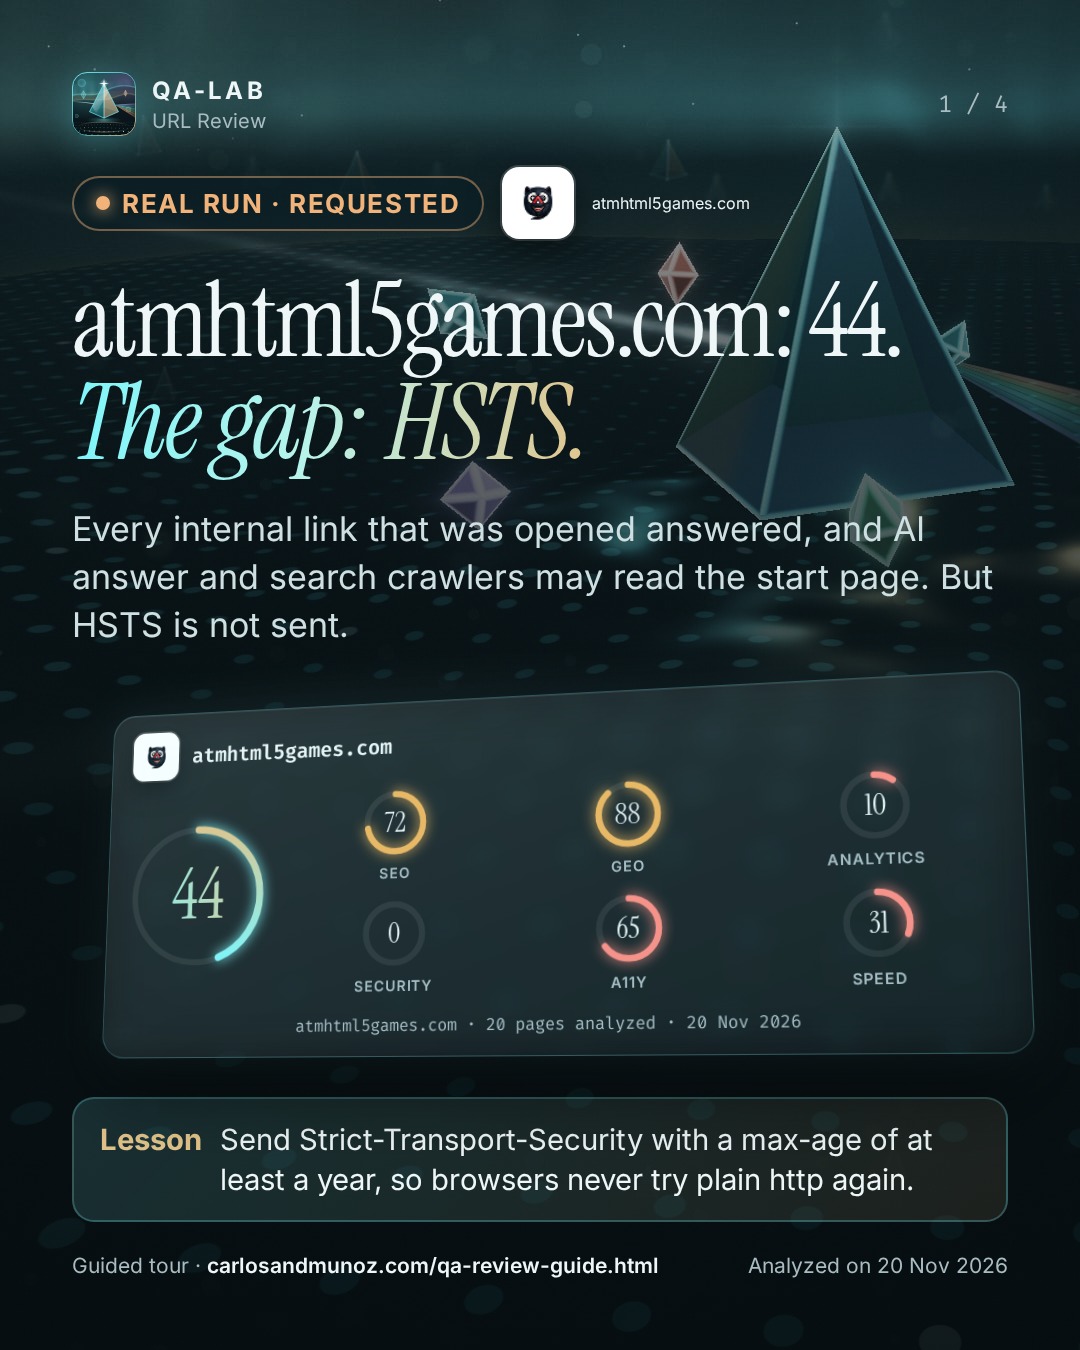 QA-LAB
URL Review
1 / 4
REAL RUN · REQUESTED
atmhtml5games.com
atmhtml5games.com: 44.
The gap: HSTS.
Every internal link that was opened answered, and AI
answer and search crawlers may read the start page. But
HSTS is not sent.
atmhtml5games.com
44
72
SEO
88
GEO
10
ANALYTICS
0
SECURITY
65
A11Y
31
SPEED
atmhtml5games.com · 20 pages analyzed · 20 Nov 2026
Lesson Send Strict-Transport-Security with a max-age of at
least a year, so browsers never try plain http again.
Guided tour · carlosandmunoz.com/qa-review-guide.html
Analyzed on 20 Nov 2026